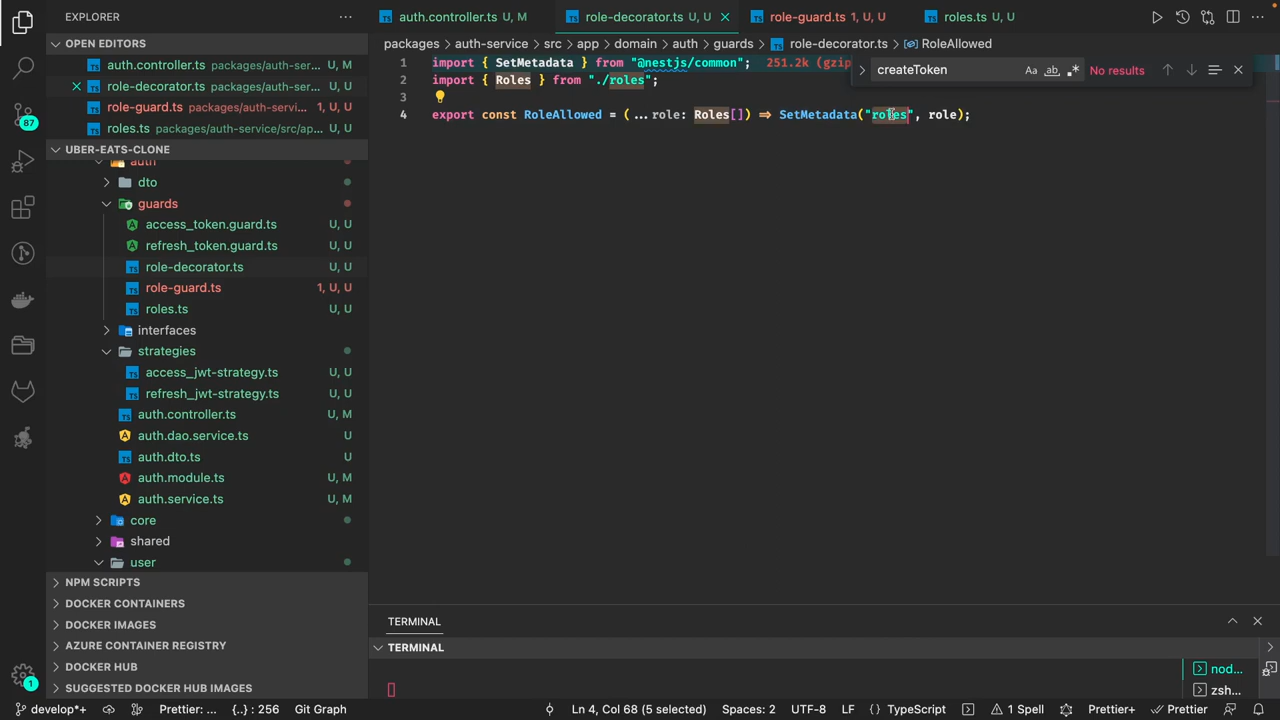 EXPLORER
OPEN EDITORS
auth.controller.ts packages/auth-ser...
role-decorator.ts packages/auth-ser...
role-guard.ts packages/auth-servi... 1, U, U
roles.ts packages/auth-service/src/ap...
87
UBER-EATS-CLONE
auth
dto
guards
access_token.guard.ts U, U
refresh_token.guard.ts U, U
role-decorator.ts U, U
role-guard.ts 1, U, U
roles.ts U, U
interfaces
strategies
access_jwt-strategy.ts U, U
refresh_jwt-strategy.ts U, U
auth.controller.ts U, M
auth.dao.service.ts U
auth.dto.ts U
auth.module.ts U, M
auth.service.ts U, M
core
shared
user
NPM SCRIPTS
DOCKER CONTAINERS
DOCKER IMAGES
AZURE CONTAINER REGISTRY
DOCKER HUB
SUGGESTED DOCKER HUB IMAGES
1
auth.controller.ts U, M role-decorator.ts U, U role-guard.ts 1, U, U roles.ts U, U
packages > auth-service > src > app > domain > auth > guards > role-decorator.ts > RoleAllowed
createToken Aa ab No results
1 import { SetMetadata } from "@nestjs/common"; 251.2k (gzip
2 import { Roles } from "./roles";
3
4 export const RoleAllowed = (...role: Roles[]) => SetMetadata("roles", role);
TERMINAL
TERMINAL
nod...
zsh...
develop*+ Prettier: ... {..} : 256 Git Graph Ln 4, Col 68 (5 selected) Spaces: 2 UTF-8 LF {} TypeScript 1 Spell Prettier+ Prettier